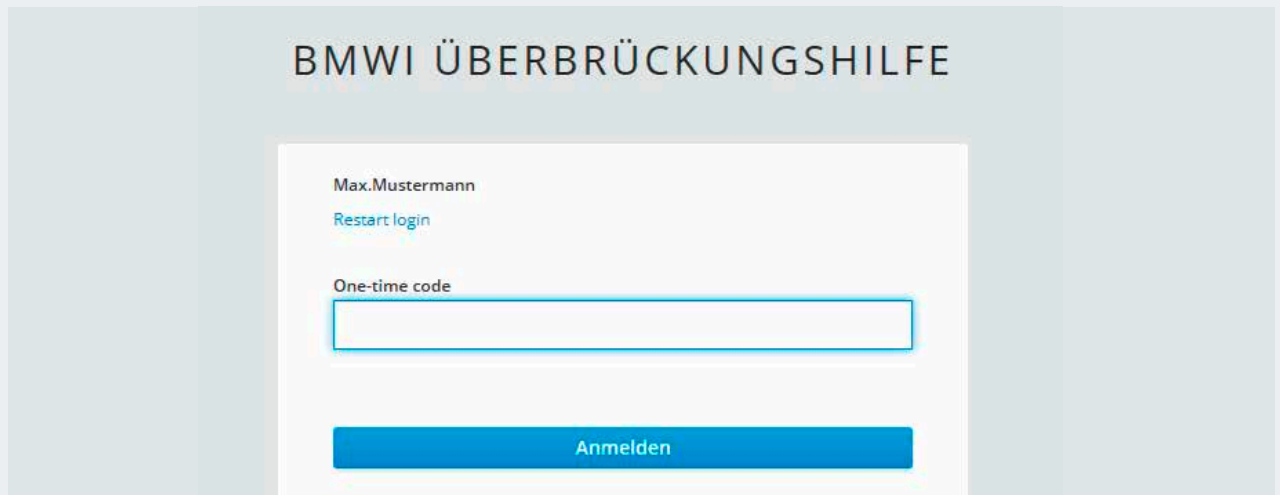 BMWI ÜBERBRÜCKUNGSHILFE
Max.Mustermann
Restart login
One-time code
Anmelden